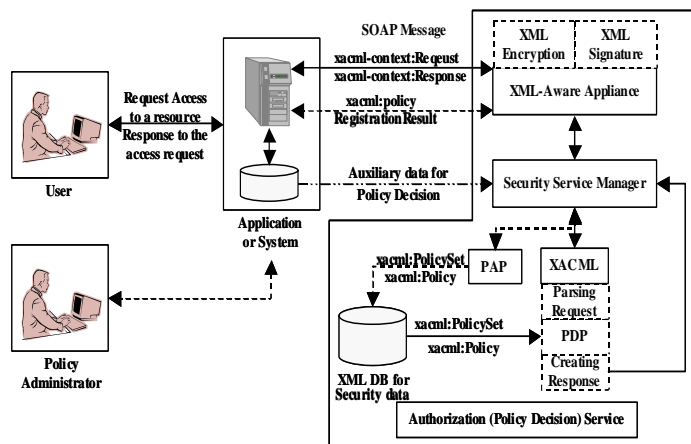 SOAP Message
xacml-context:Reqeust
xacml-context:Response
xacml:policy
RegistrationResult
XML
Encryption
XML
Signature
XML-Aware Appliance
Request Access
to a resource
Response to the
access request
User
Auxiliary data for
Policy Decision
Security Service Manager
Application
or System
PAP
XACML
xacml:PolicySet
xacml:Policy
Parsing
Request
PDP
Creating
Response
xacml:PolicySet
xacml:Policy
Policy
Administrator
XML DB for
Security data
Authorization (Policy Decision) Service